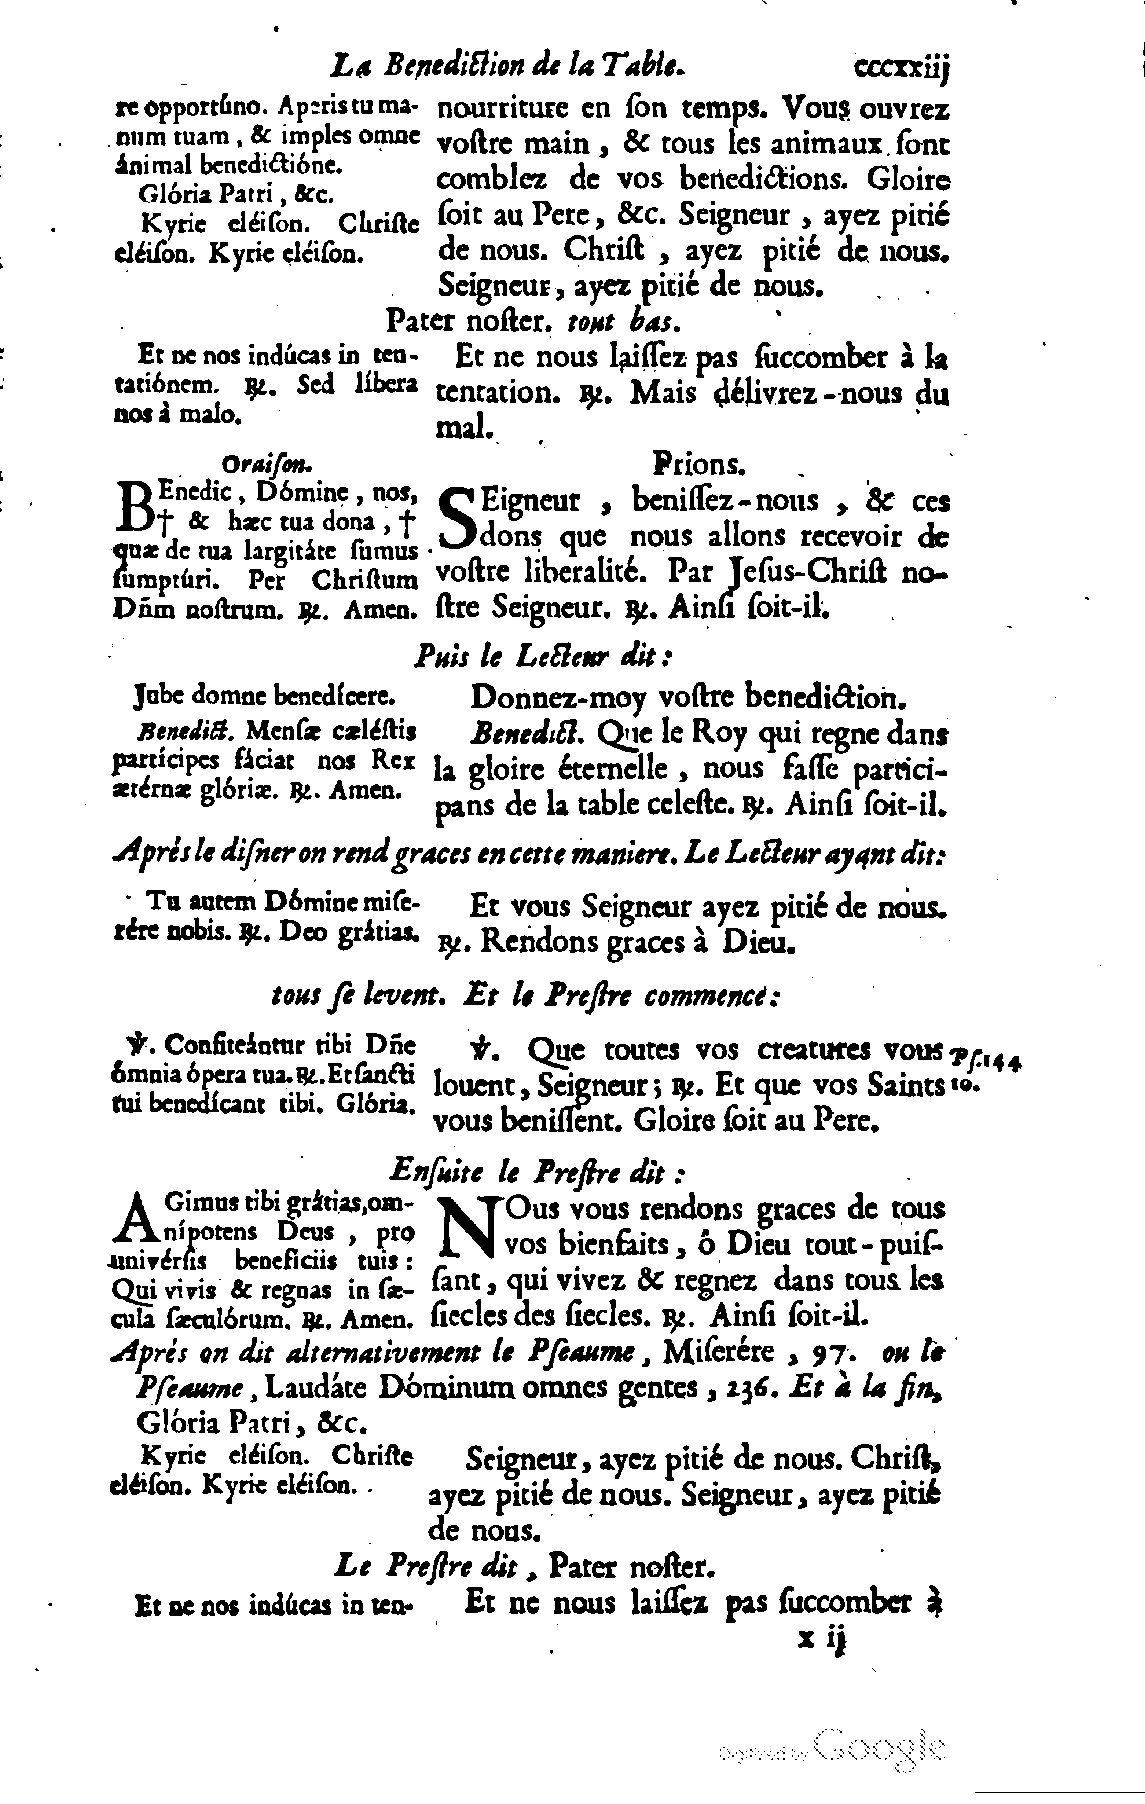 La Benediction de la Table. cccxxiij
re opportúno. Aperis tu ma-
num tuam, & imples omne
ánimal benedictióne.
Glória Patri, &c.
Kyrie eléiſon. Chriſte
eléiſon. Kyrie eléiſon.
nourriture en ſon temps. Vous ouvrez
voſtre main, & tous les animaux ſont
comblez de vos benedictions. Gloire
ſoit au Pere, &c. Seigneur, ayez pitié
de nous. Chriſt, ayez pitié de nous.
Seigneur, ayez pitié de nous.
Pater noſter. tout bas.
Et ne nos indúcas in ten-
tatiónem. ℟. Sed líbera
nos à malo.
Et ne nous laiſſez pas ſuccomber à la
tentation. ℟. Mais délivrez-nous du
mal.
Oraiſon.
BEnedic, Dómine, nos,
† & hæc tua dona, †
quæ de tua largitáte ſumus
ſumptúri. Per Chriſtum
Dñm noſtrum. ℟. Amen.
Prions.
SEigneur, beniſſez-nous, & ces
dons que nous allons recevoir de
voſtre liberalité. Par Jeſus-Chriſt no-
ſtre Seigneur. ℟. Ainſi ſoit-il.
Puis le Lecteur dit:
Jube domne benedícere.
Benedict. Menſæ cæléſtis
partícipes fáciat nos Rex
ætérnæ glóriæ. ℟. Amen.
Donnez-moy voſtre benediction.
Benedict. Que le Roy qui regne dans
la gloire éternelle, nous faſſe partici-
pans de la table celeſte. ℟. Ainſi ſoit-il.
Aprés le diſner on rend graces en cette maniere. Le Lecteur ayant dit:
Tu autem Dómine miſe-
rére nobis. ℟. Deo grátias.
Et vous Seigneur ayez pitié de nous.
℟. Rendons graces à Dieu.
tous ſe levent. Et le Preſtre commence:
℣. Confiteántur tibi Dñe
ómnia ópera tua. ℟. Et ſancti
tui benedícant tibi. Glória.
℣. Que toutes vos creatures vous
louent, Seigneur; ℟. Et que vos Saints
vous beniſſent. Gloire ſoit au Pere.
Pſ. 144
10.
Enſuite le Preſtre dit:
AGimus tibi grátias, om-
nípotens Deus, pro
univérſis beneficiis tuis:
Qui vivis & regnas in ſæ-
cula ſæculórum. ℟. Amen.
NOus vous rendons graces de tous
vos bienfaits, ô Dieu tout-puiſ-
ſant, qui vivez & regnez dans tous les
ſiecles des ſiecles. ℟. Ainſi ſoit-il.
Aprés on dit alternativement le Pſeaume, Miſerére, 97. ou le
Pſeaume, Laudáte Dóminum omnes gentes, 236. Et à la fin,
Glória Patri, &c.
Kyrie eléiſon. Chriſte
eléiſon. Kyrie eléiſon.
Seigneur, ayez pitié de nous. Chriſt,
ayez pitié de nous. Seigneur, ayez pitié
de nous.
Le Preſtre dit, Pater noſter.
Et ne nos indúcas in ten-
Et ne nous laiſſez pas ſuccomber à
x ij
Digitized by Google